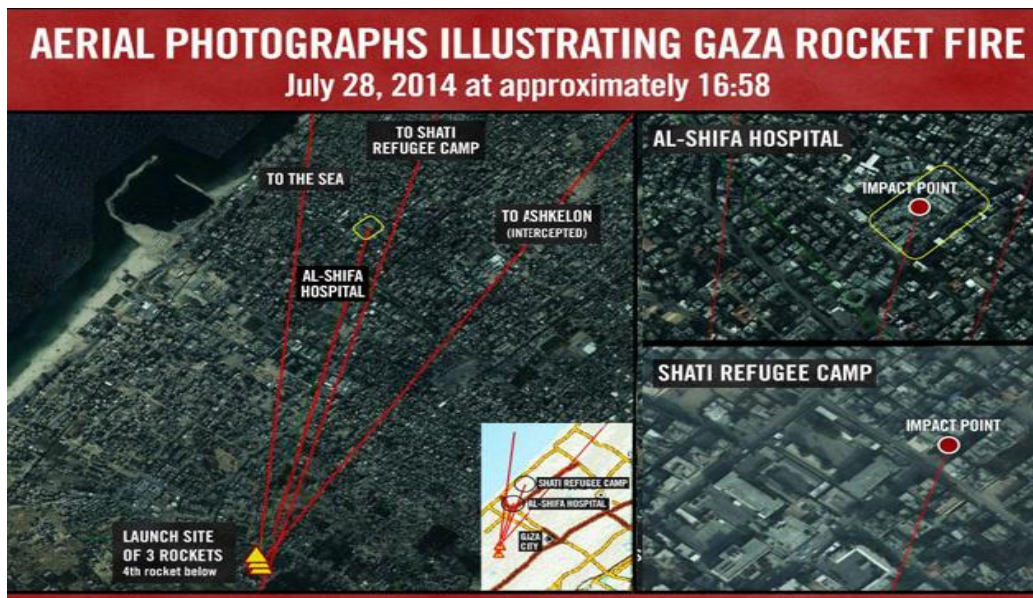 AERIAL PHOTOGRAPHS ILLUSTRATING GAZA ROCKET FIRE
July 28, 2014 at approximately 16:58
TO THE SEA
TO SHATI
REFUGEE CAMP
TO ASHKELON
(INTERCEPTED)
AL-SHIFA
HOSPITAL
LAUNCH SITE
OF 3 ROCKETS
4th rocket below
SHATI REFUGEE CAMP
AL-SHIFA HOSPITAL
GAZA
CITY
AL-SHIFA HOSPITAL
IMPACT POINT
SHATI REFUGEE CAMP
IMPACT POINT